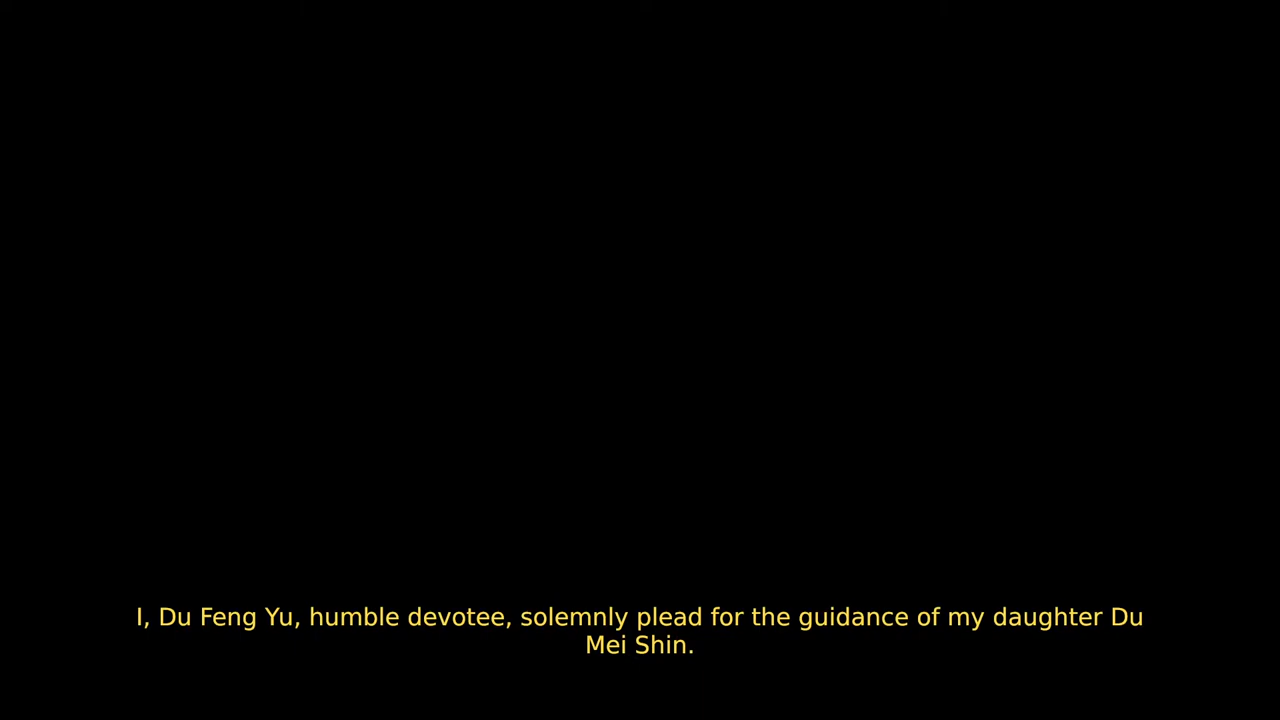 I, Du Feng Yu, humble devotee, solemnly plead for the guidance of my daughter Du
Mei Shin.